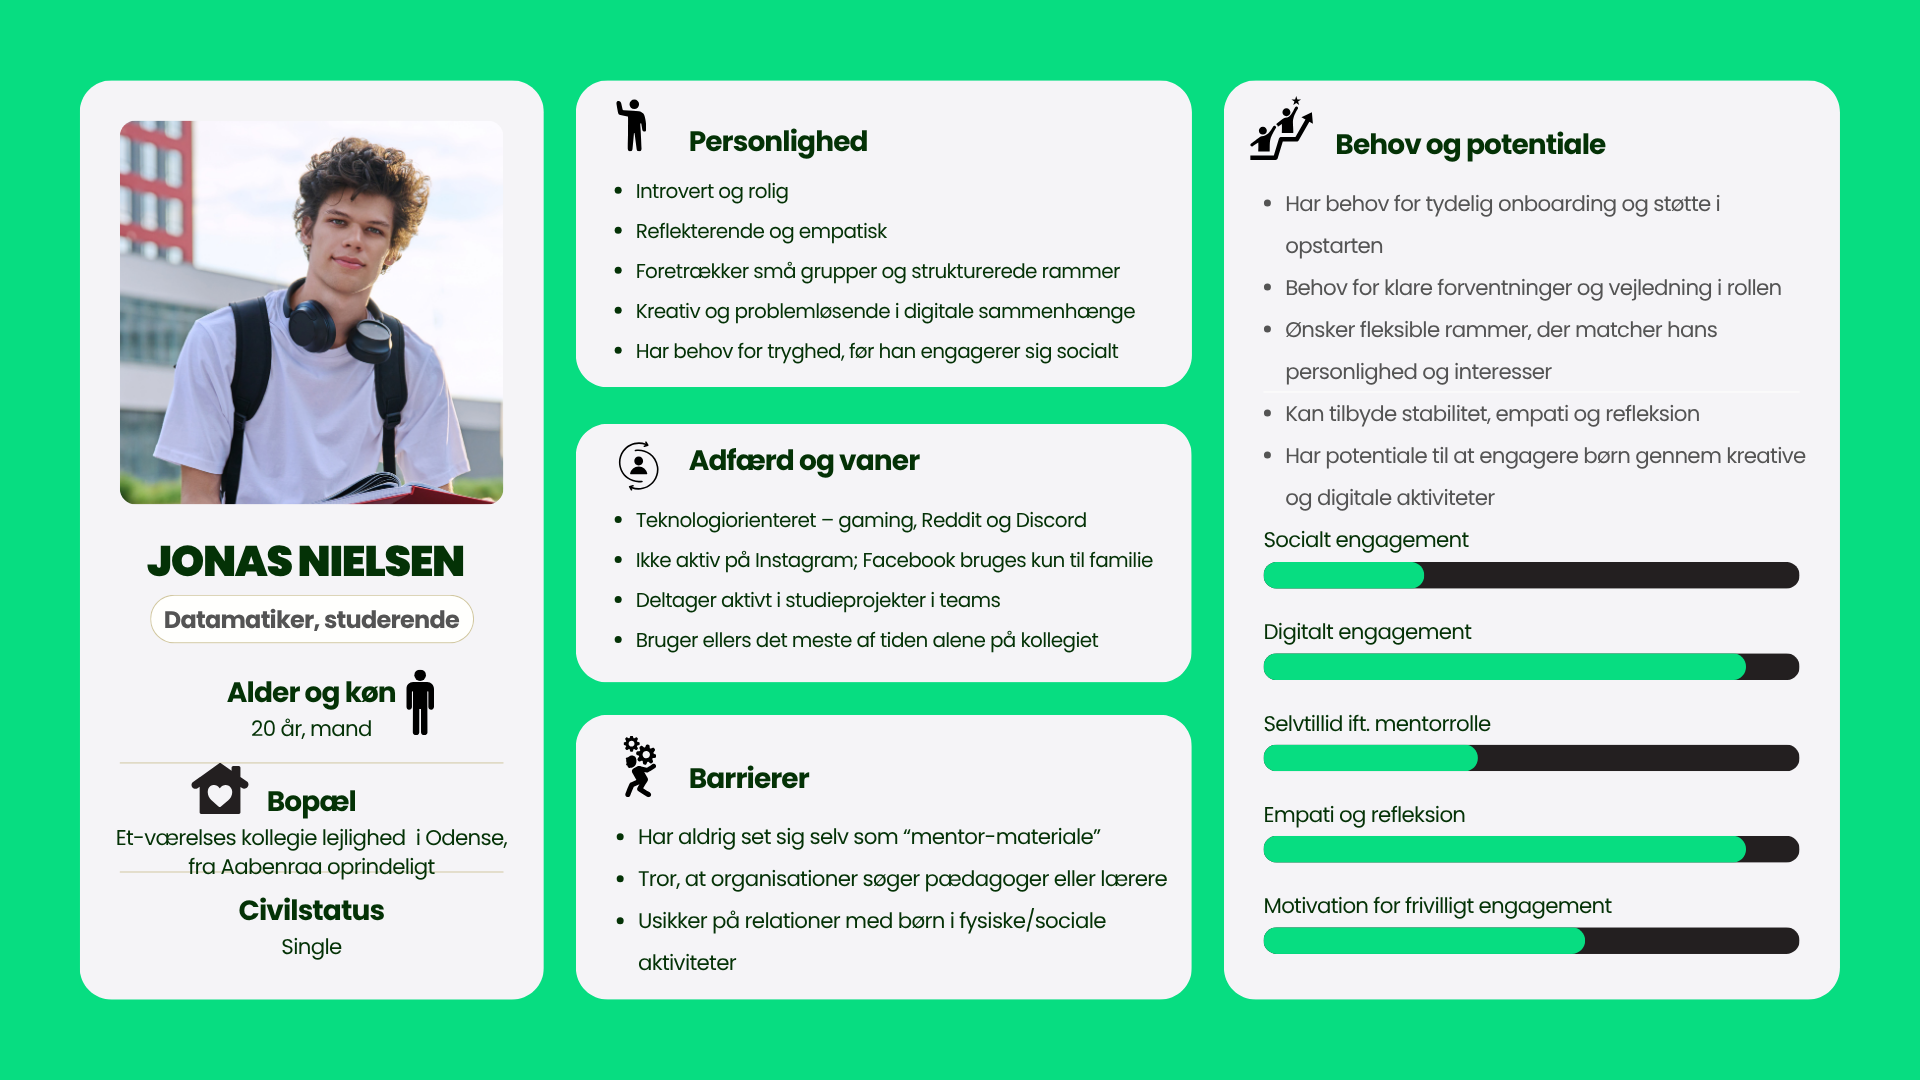 JONAS NIELSEN
Datamatiker, studerende
Alder og køn
20 år, mand
Bopæl
Et-værelses kollegie lejlighed i Odense,
fra Aabenraa oprindeligt
Civilstatus
Single
Personlighed
• Introvert og rolig
• Reflekterende og empatisk
• Foretrækker små grupper og strukturerede rammer
• Kreativ og problemløsende i digitale sammenhænge
• Har behov for tryghed, før han engagerer sig socialt
Adfærd og vaner
• Teknologiorienteret – gaming, Reddit og Discord
• Ikke aktiv på Instagram; Facebook bruges kun til familie
• Deltager aktivt i studieprojekter i teams
• Bruger ellers det meste af tiden alene på kollegiet
Barrierer
• Har aldrig set sig selv som “mentor-materiale”
• Tror, at organisationer søger pædagoger eller lærere
• Usikker på relationer med børn i fysiske/sociale
aktiviteter
Behov og potentiale
• Har behov for tydelig onboarding og støtte i
opstarten
• Behov for klare forventninger og vejledning i rollen
• Ønsker fleksible rammer, der matcher hans
personlighed og interesser
• Kan tilbyde stabilitet, empati og refleksion
• Har potentiale til at engagere børn gennem kreative
og digitale aktiviteter
Socialt engagement
Digitalt engagement
Selvtillid ift. mentorrolle
Empati og refleksion
Motivation for frivilligt engagement